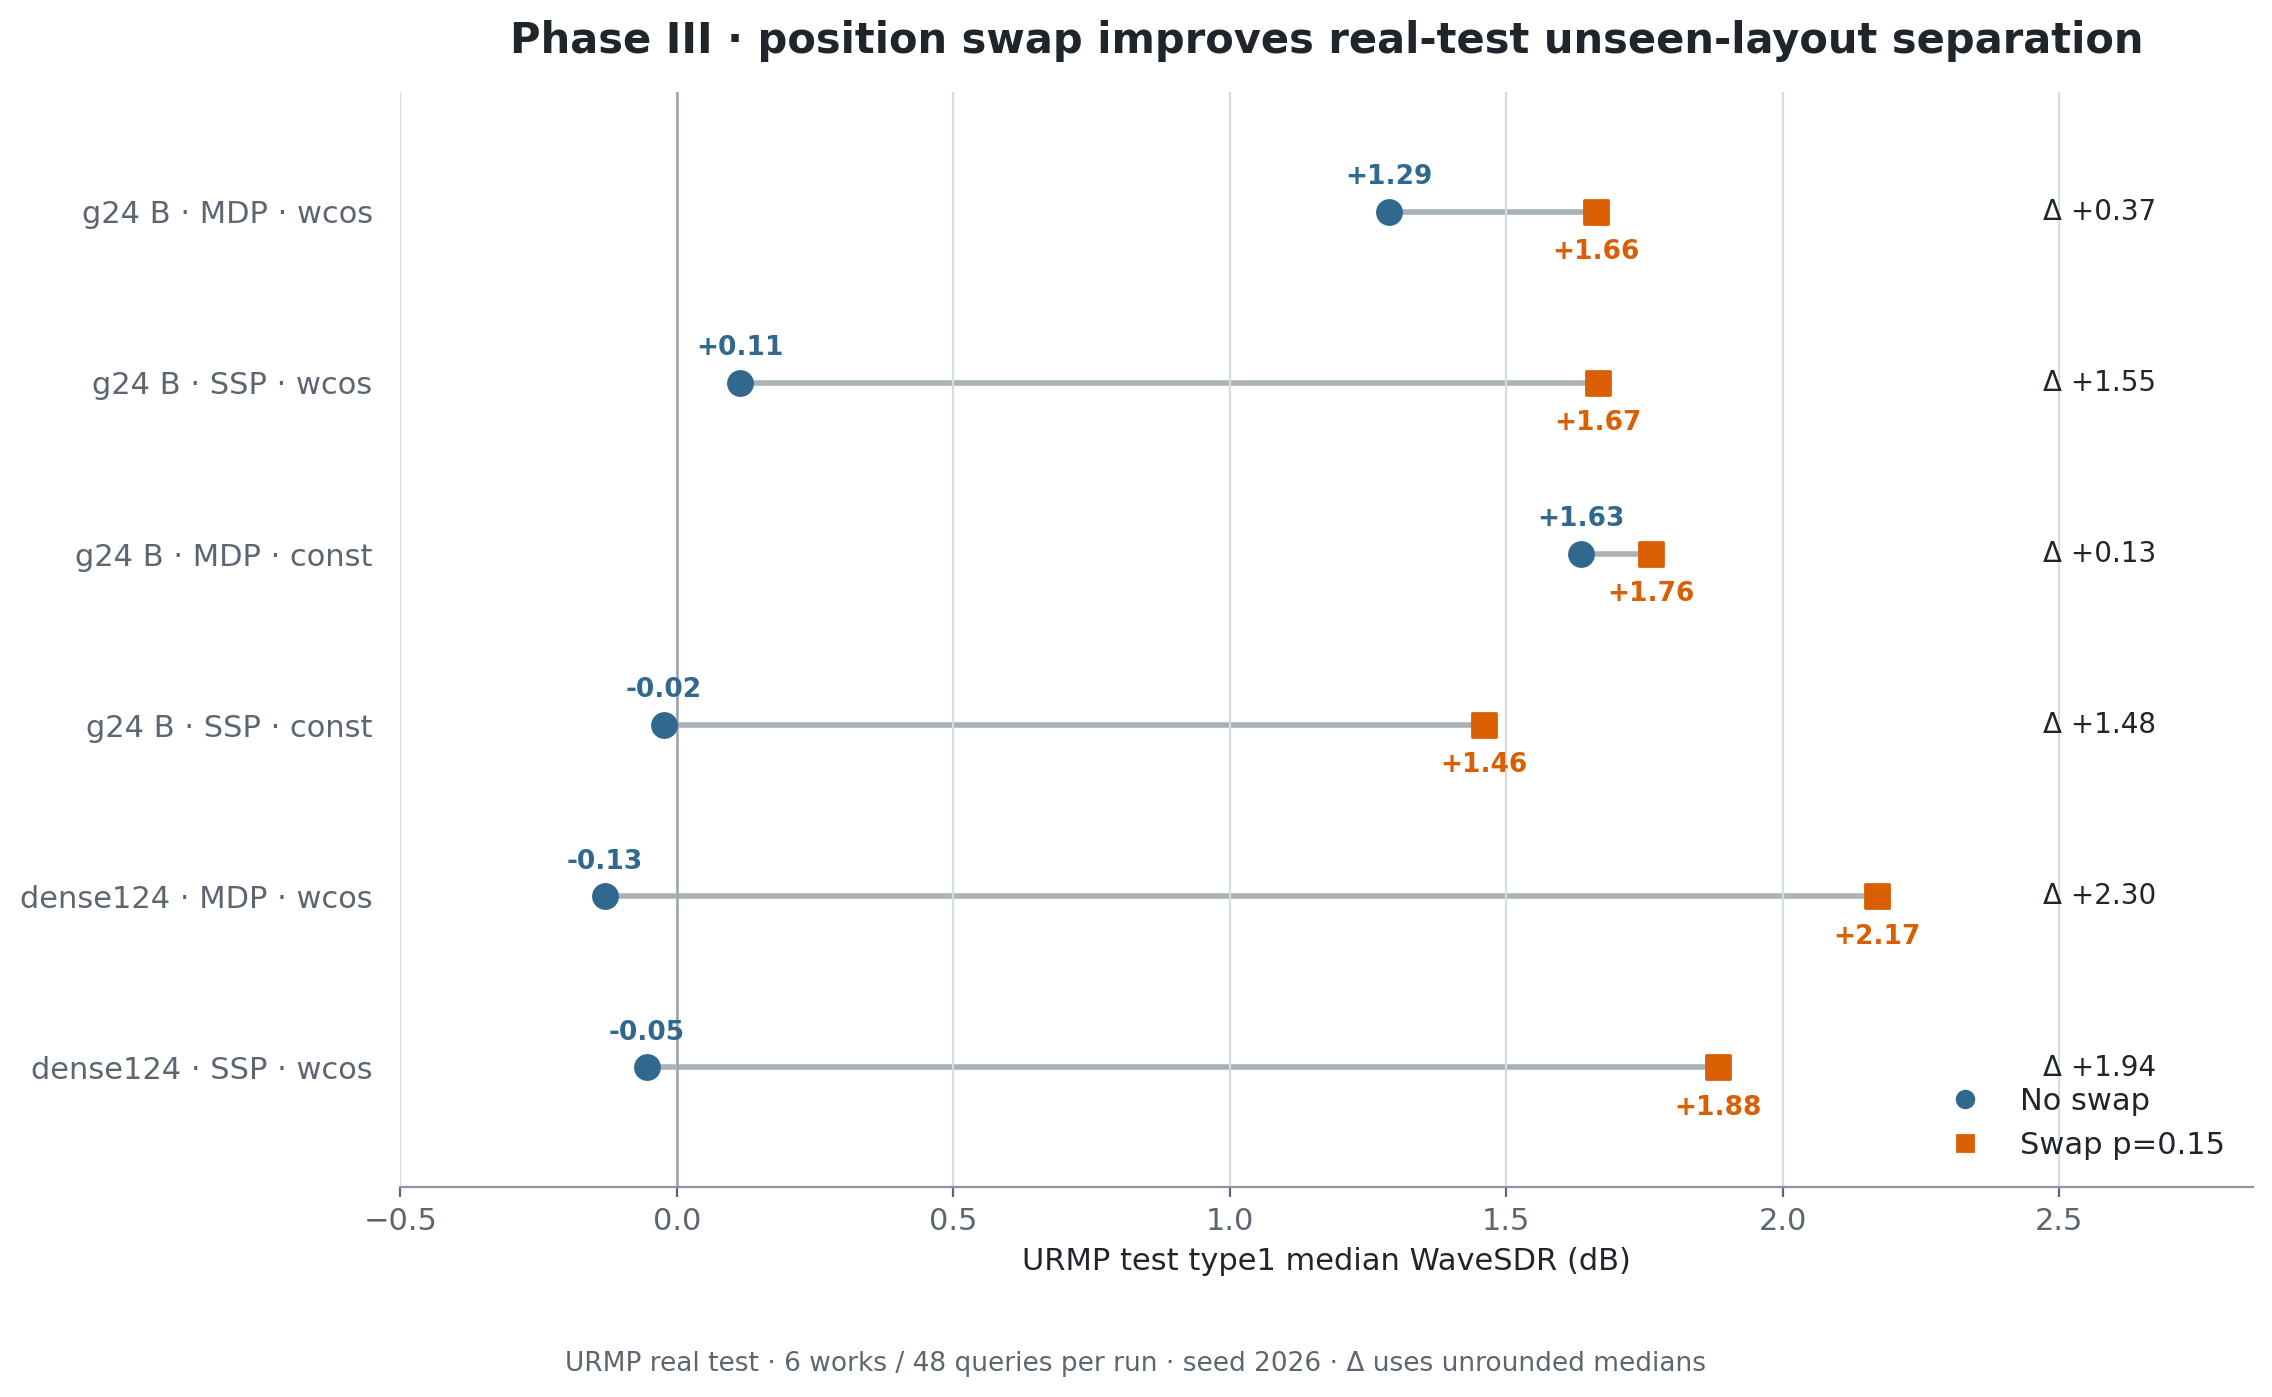 Phase III · position swap improves real-test unseen-layout separation
+1.29
g24 B · MDP · wcos
Δ +0.37
+1.66
+0.11
g24 B · SSP · wcos
Δ +1.55
+1.67
+1.63
g24 B · MDP · const
Δ +0.13
+1.76
-0.02
g24 B · SSP · const
Δ +1.48
+1.46
-0.13
dense124 · MDP · wcos
Δ +2.30
+2.17
-0.05
dense124 · SSP · wcos
Δ +1.94
+1.88
No swap
Swap p=0.15
−0.5 0.0 0.5 1.0 1.5 2.0 2.5
URMP test type1 median WaveSDR (dB)
URMP real test · 6 works / 48 queries per run · seed 2026 · Δ uses unrounded medians